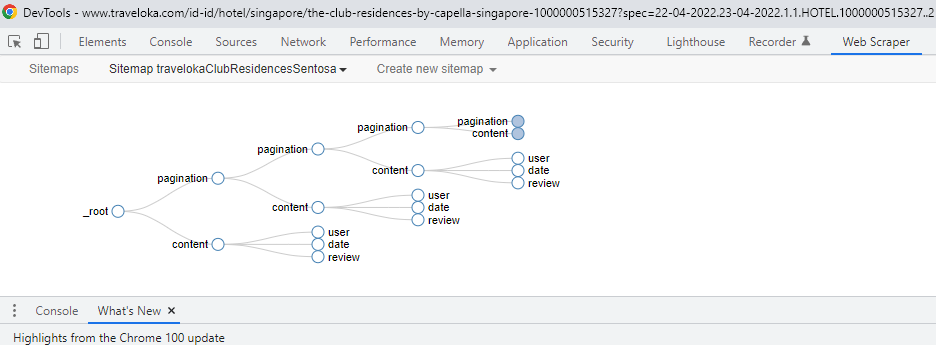 DevTools - www.traveloka.com/id-id/hotel/singapore/the-club-residences-by-capella-singapore-1000000515327?spec=22-04-2022.23-04-2022.1.1.HOTEL.1000000515327..2
Elements Console Sources Network Performance Memory Application Security Lighthouse Recorder Web Scraper
Sitemaps Sitemap travelokaClubResidencesSentosa Create new sitemap
pagination
pagination content
pagination user
content date
review
pagination user
content date
review
_root user
content date
review
Console What's New ×
Highlights from the Chrome 100 update